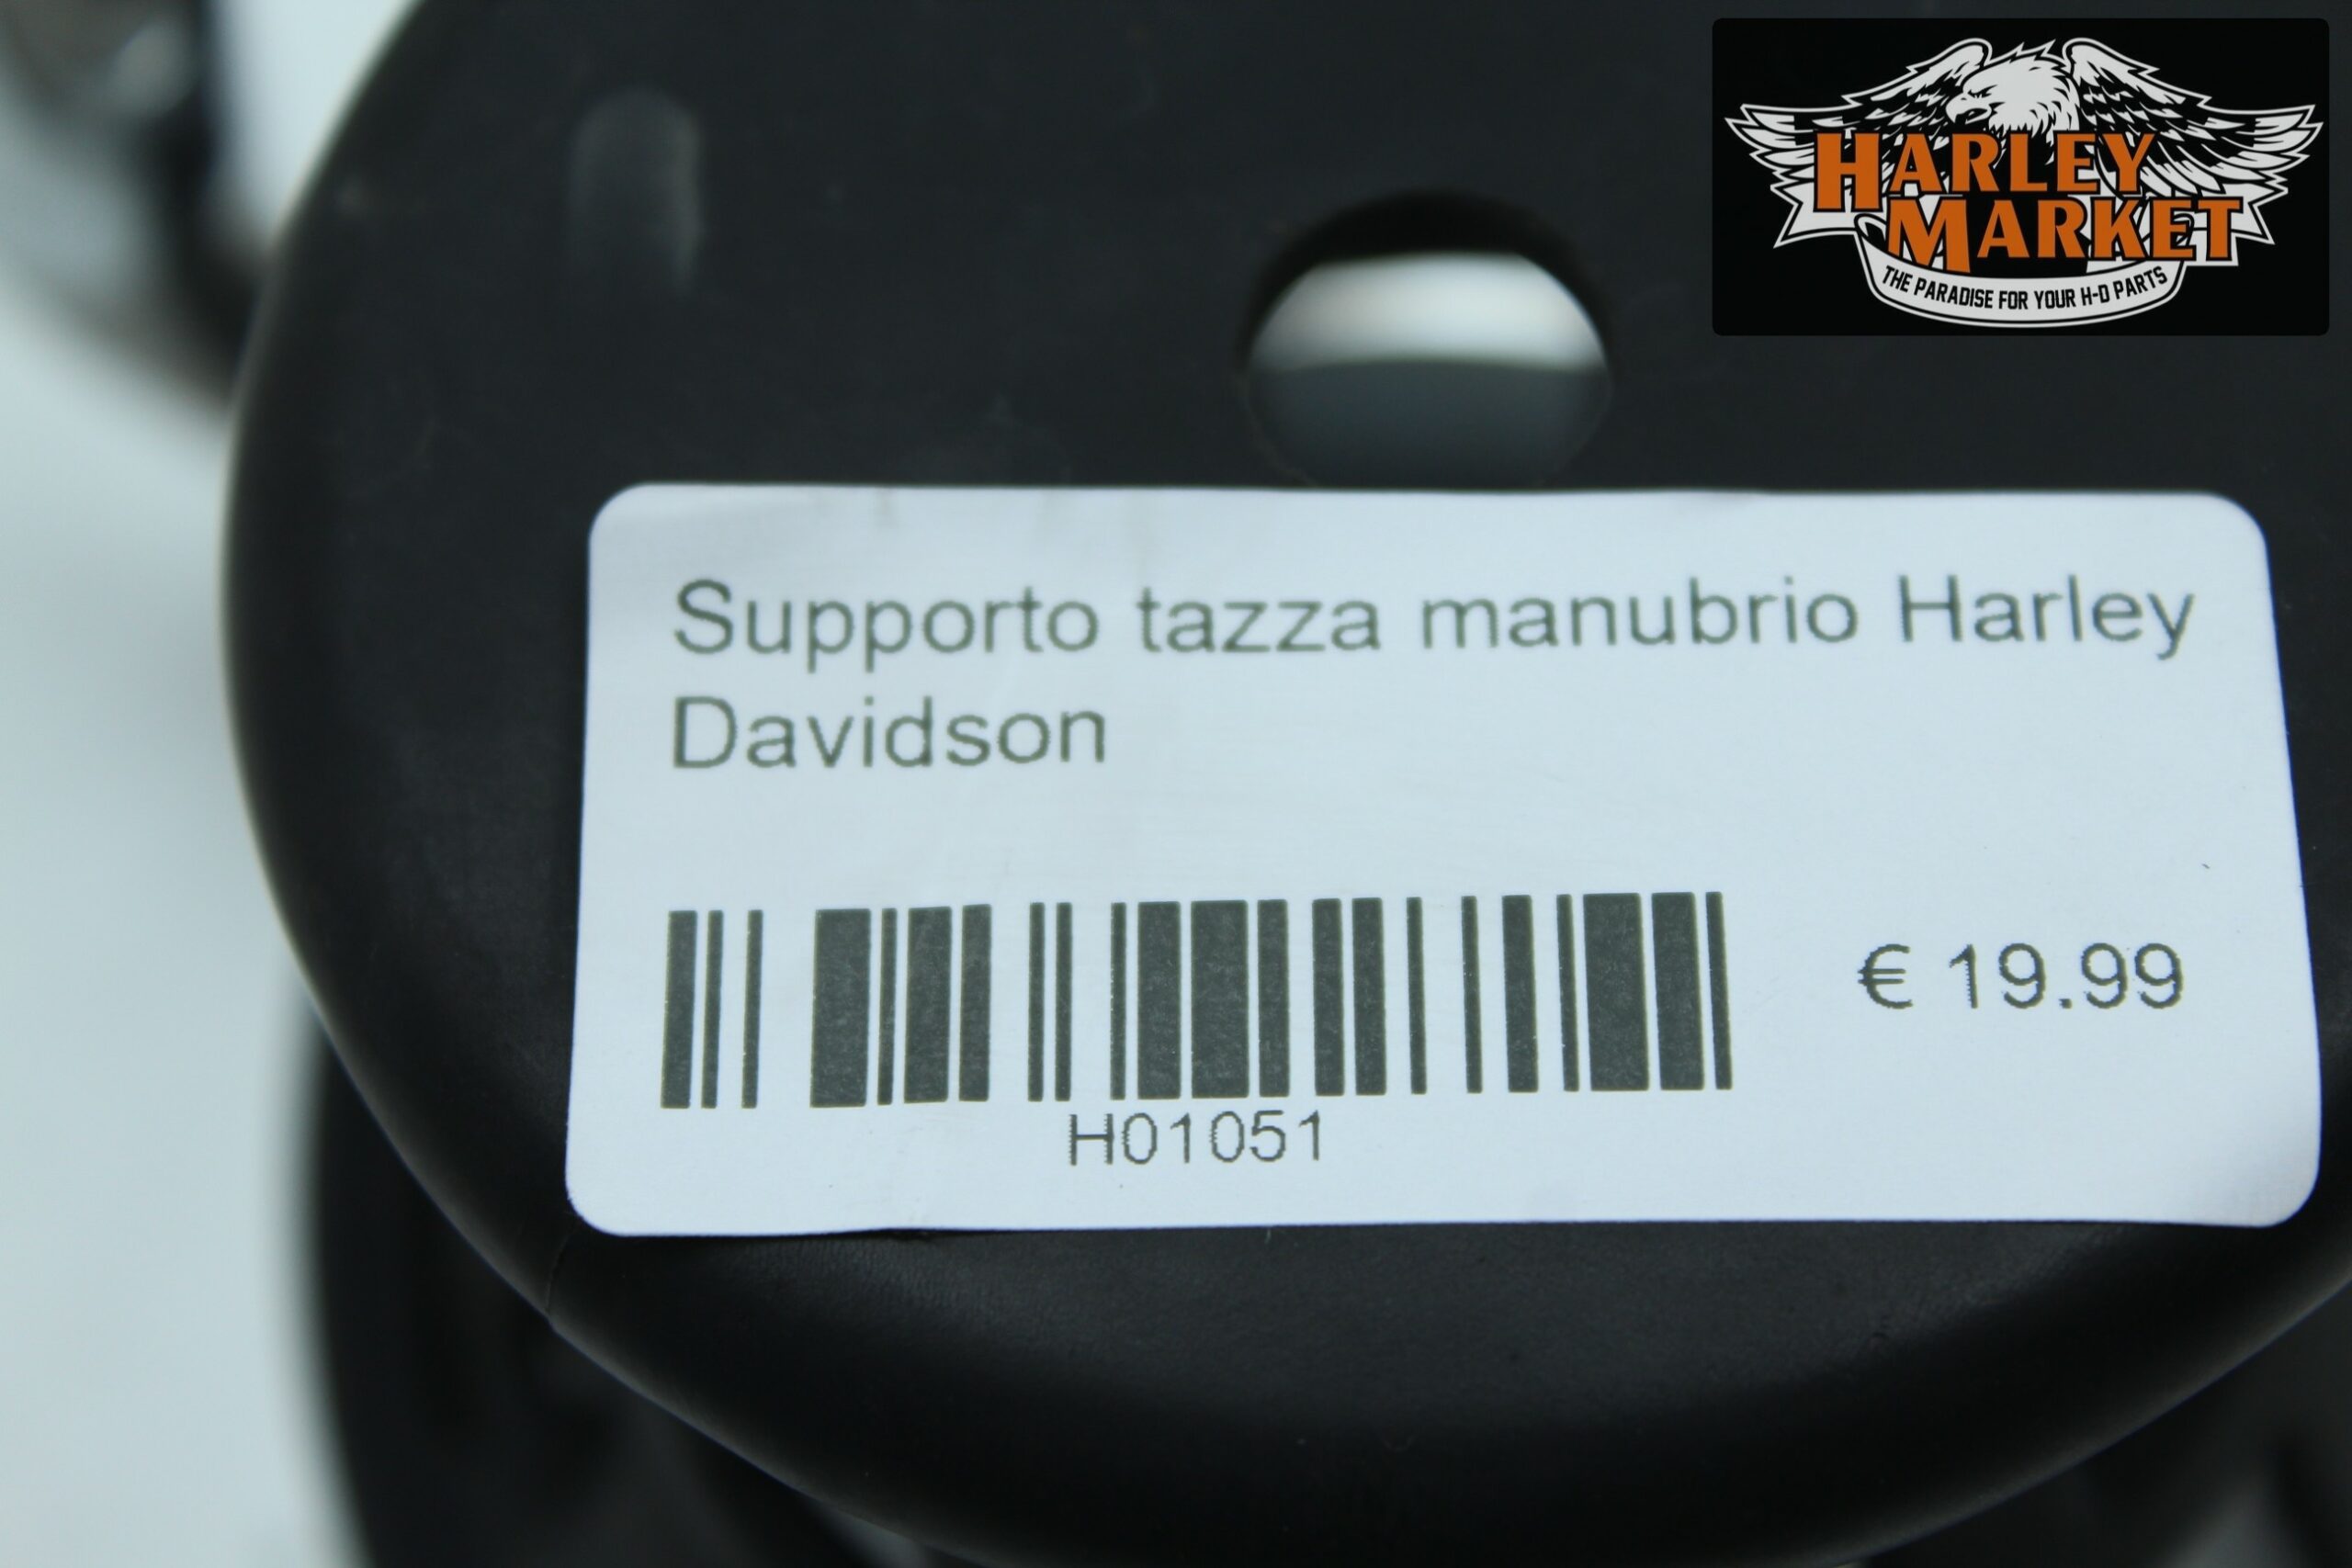 HARLEY
MARKET
THE PARADISE FOR YOUR H-D PARTS
Supporto tazza manubrio Harley
Davidson
€ 19.99
H01051